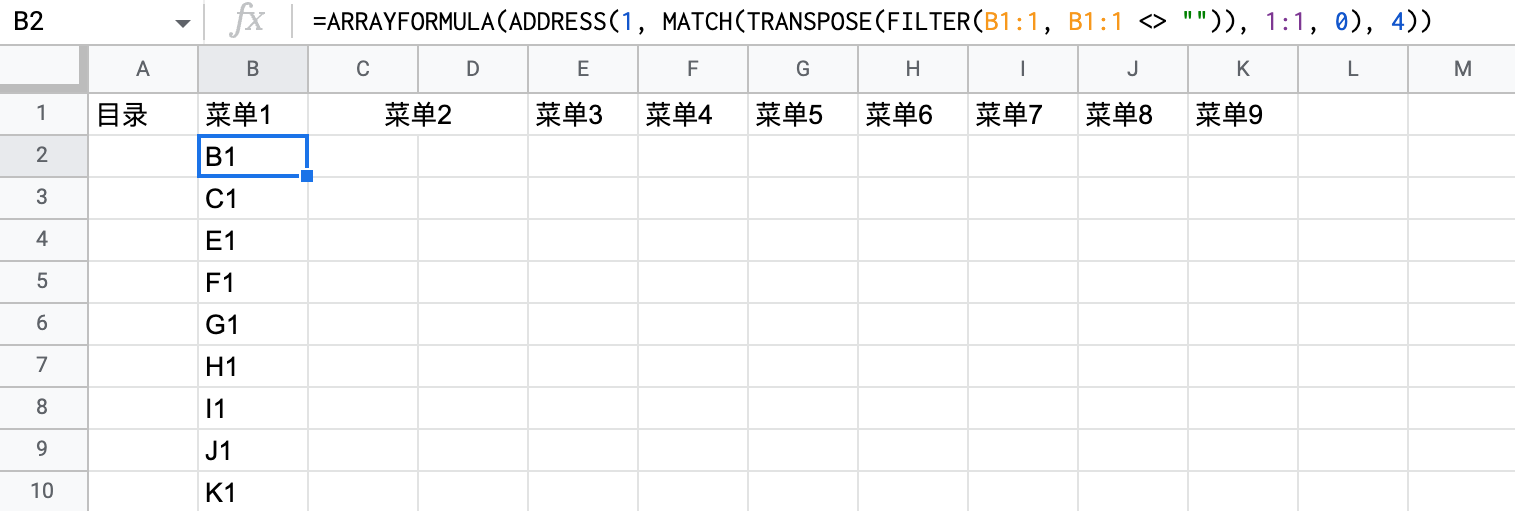 B2 fx =ARRAYFORMULA(ADDRESS(1, MATCH(TRANSPOSE(FILTER(B1:1, B1:1 <> "")), 1:1, 0), 4))
A B C D E F G H I J K L M
1 目录 菜单1 菜单2 菜单3 菜单4 菜单5 菜单6 菜单7 菜单8 菜单9
2 B1
3 C1
4 E1
5 F1
6 G1
7 H1
8 I1
9 J1
10 K1